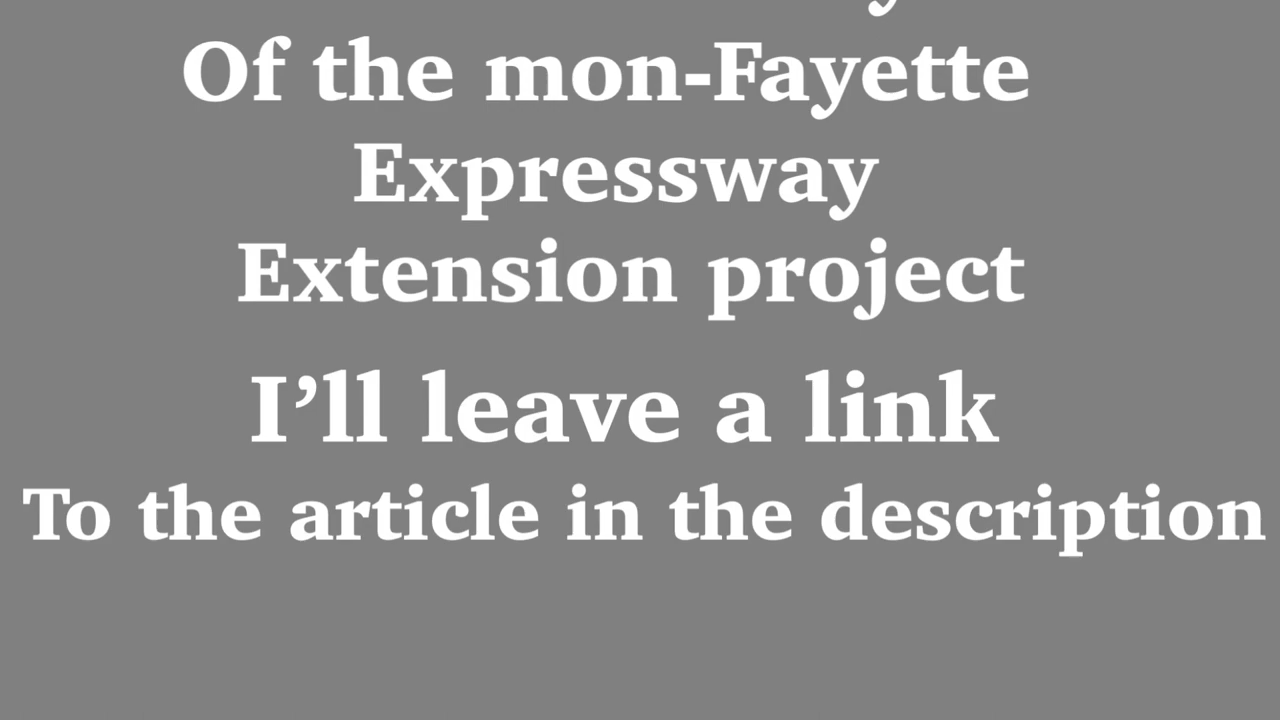 Of the mon-Fayette
Expressway
Extension project
I’ll leave a link
To the article in the description